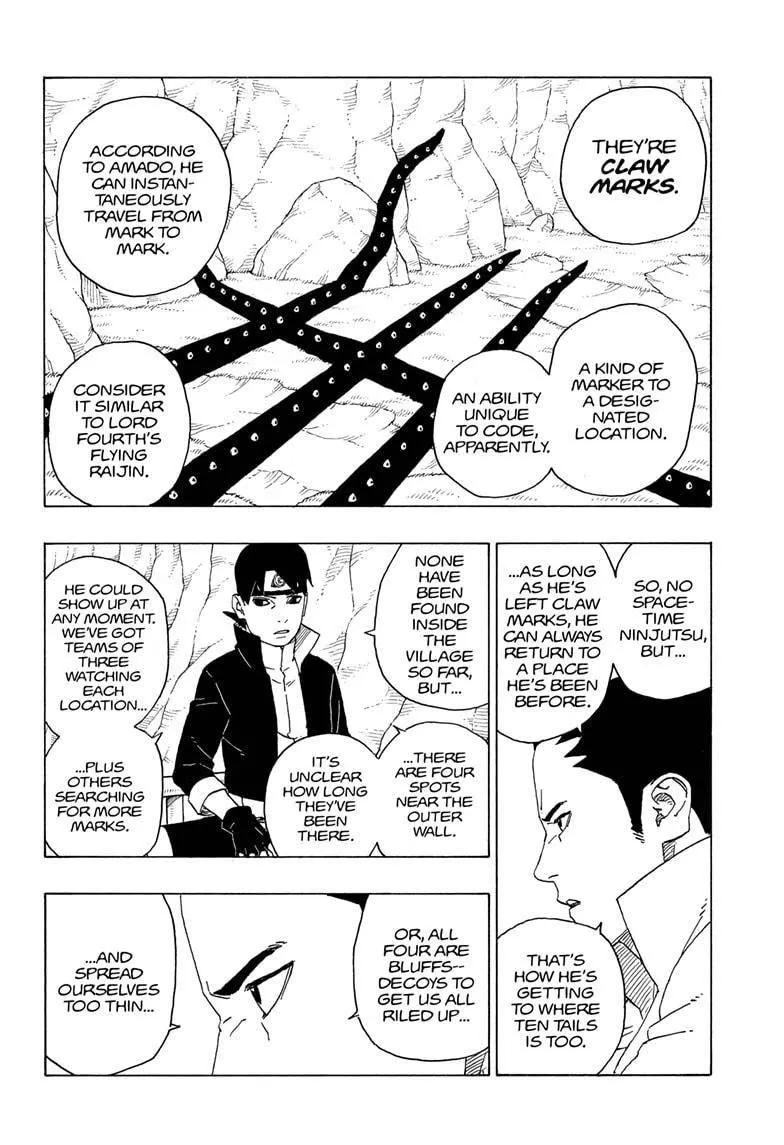 THEY'RE
CLAW
MARKS.
ACCORDING
TO AMADO, HE
CAN INSTAN-
TANEOUSLY
TRAVEL FROM
MARK TO
MARK.
A KIND OF
MARKER TO
A DESIG-
NATED
LOCATION.
AN ABILITY
UNIQUE
TO CODE,
APPARENTLY.
CONSIDER
IT SIMILAR
TO LORD
FOURTH'S
FLYING
RAIJIN.
SO, NO
SPACE-
TIME
NINJUTSU,
BUT...
...AS LONG
AS HE'S
LEFT CLAW
MARKS, HE
CAN ALWAYS
RETURN TO
A PLACE
HE'S BEEN
BEFORE.
THAT'S
HOW HE'S
GETTING
TO WHERE
TEN TAILS
IS TOO.
NONE
HAVE
BEEN
FOUND
INSIDE
THE
VILLAGE
SO FAR,
BUT...
...THERE
ARE FOUR
SPOTS
NEAR THE
OUTER
WALL.
IT'S
UNCLEAR
HOW LONG
THEY'VE
BEEN
THERE.
HE COULD
SHOW UP AT
ANY MOMENT.
WE'VE GOT
TEAMS OF
THREE
WATCHING
EACH
LOCATION...
...PLUS
OTHERS
SEARCHING
FOR MORE
MARKS.
OR, ALL
FOUR ARE
BLUFFS--
DECOYS TO
GET US ALL
RILED UP...
...AND
SPREAD
OURSELVES
TOO THIN...